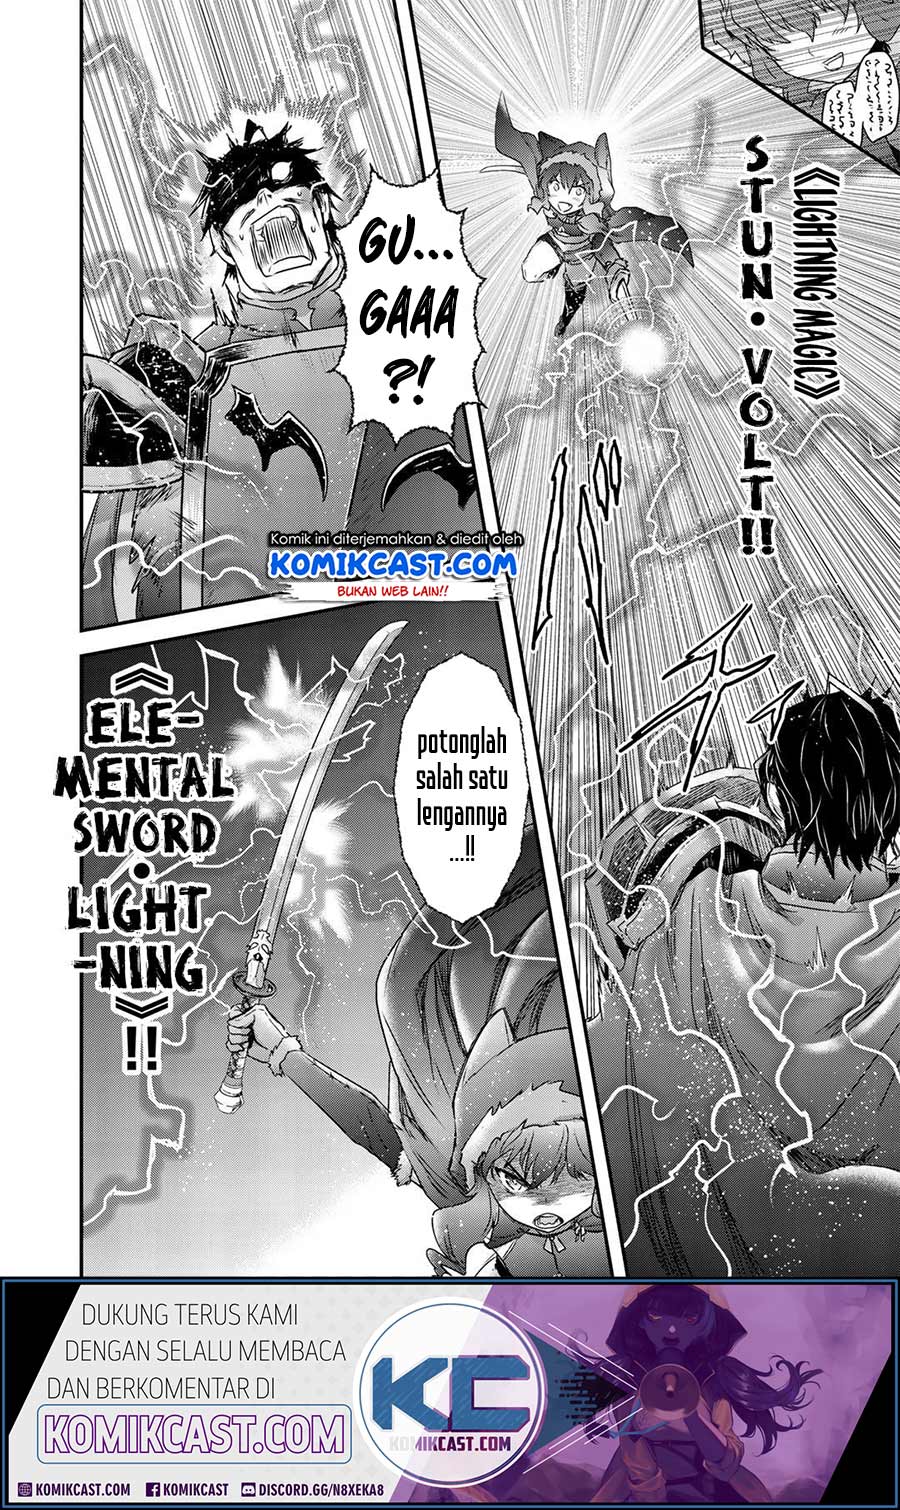 《LIGHTNING MAGIC》
STUN・VOLT!!
GU...
GAAA
?!
Komik ini diterjemahkan & diedit oleh
KOMIKCAST.COM
BUKAN WEB LAIN!!
potonglah
salah satu
lengannya
...!!
《
ELE-
MENTAL
SWORD
・
LIGHT
-NING
》
!!
DUKUNG TERUS KAMI
DENGAN SELALU MEMBACA
DAN BERKOMENTAR DI
KOMIKCAST.COM
KC
KOMIKCAST.COM
KOMIKCAST.COM
KOMIKCAST
DISCORD.GG/N8XEKA8